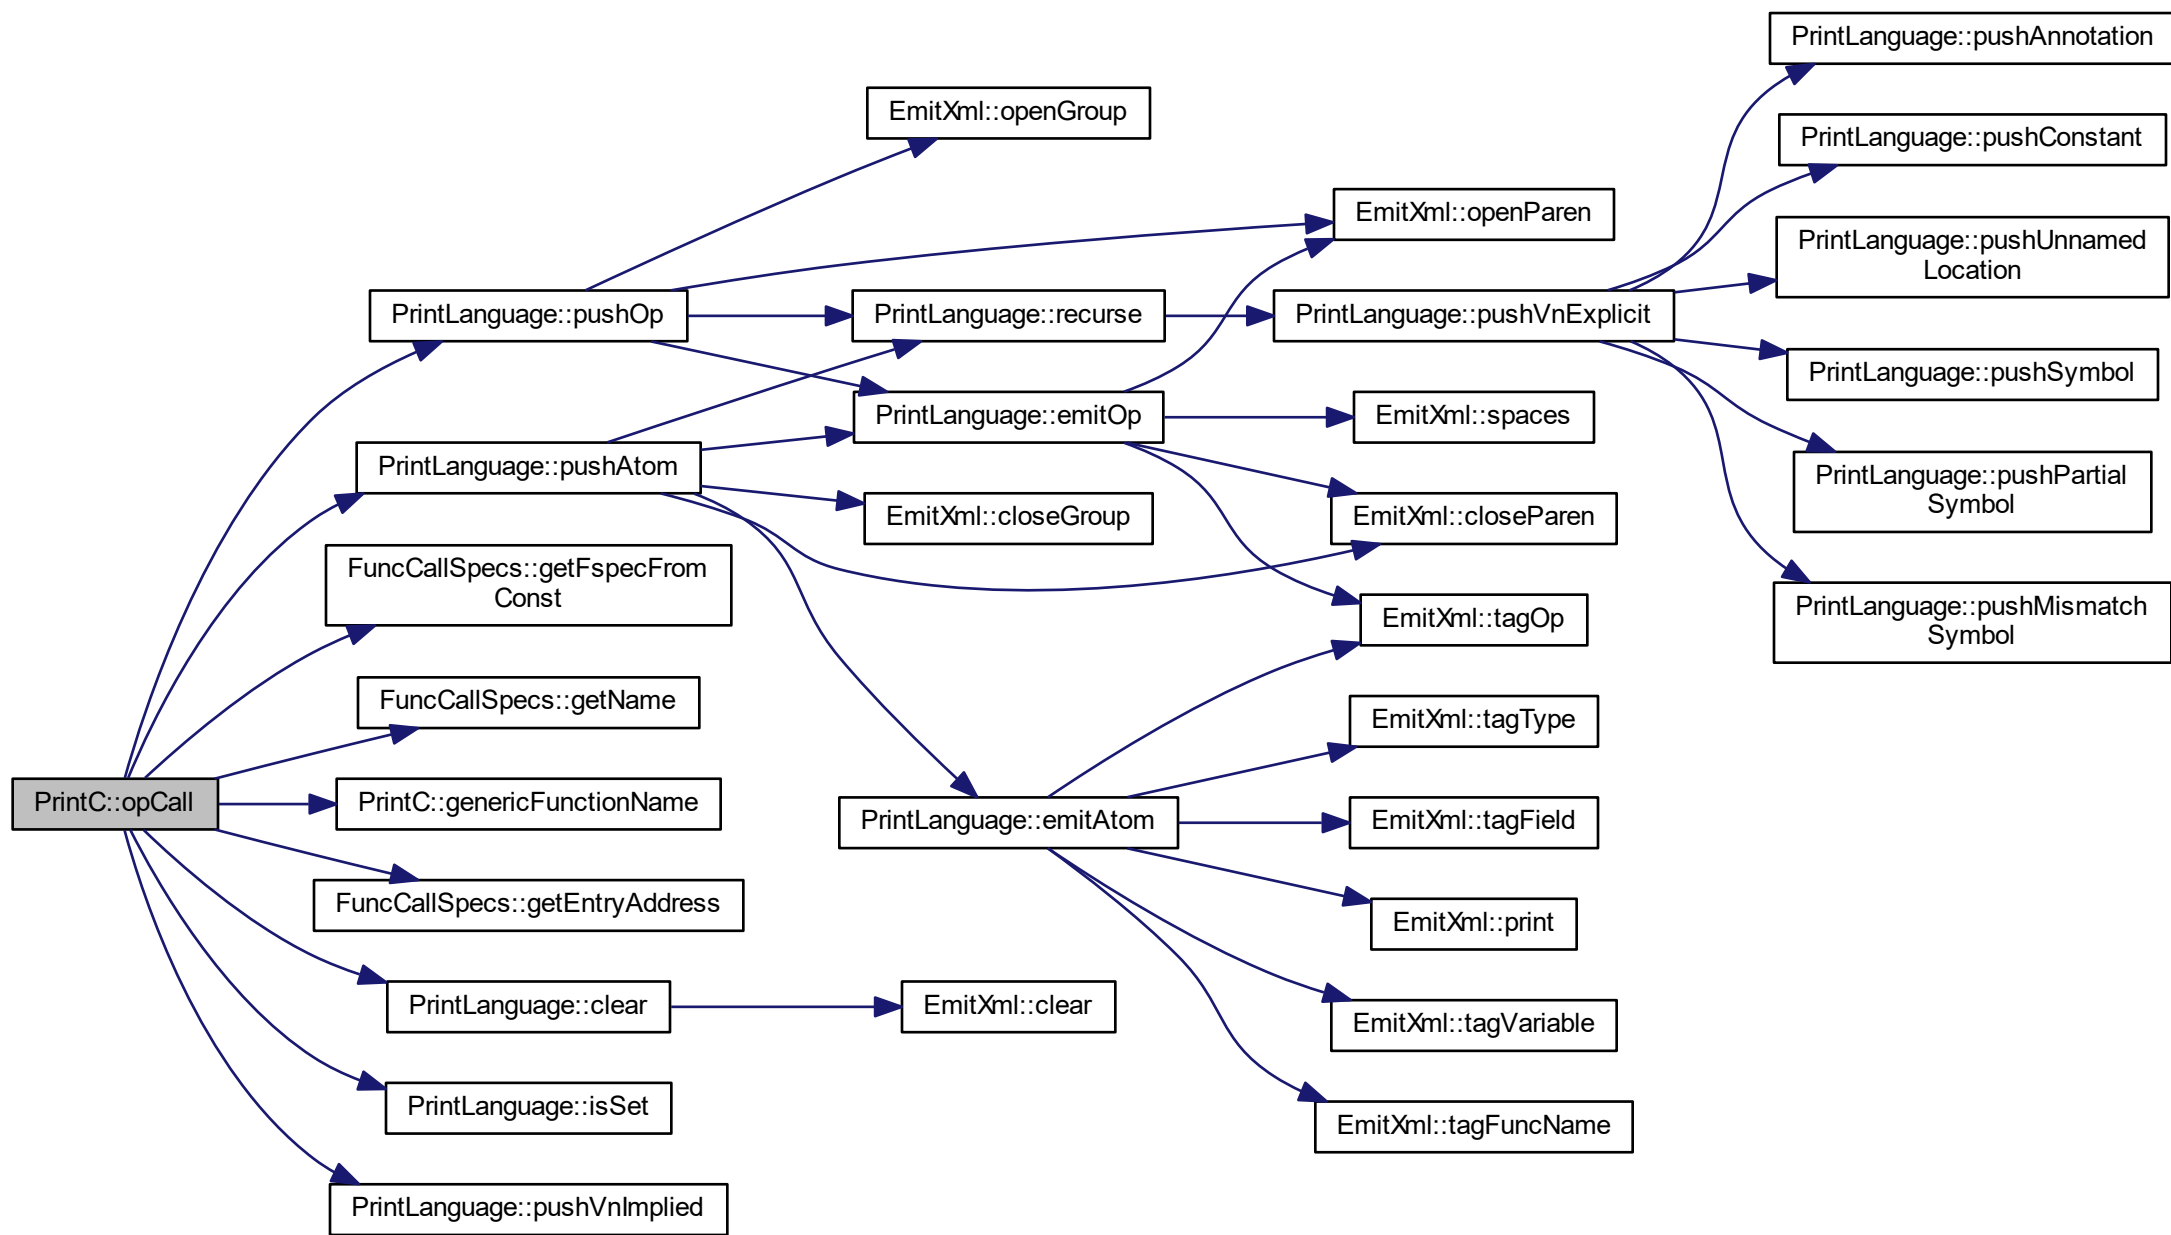 PrintLanguage::pushAnnotation
EmitXml::openGroup
PrintLanguage::pushConstant
EmitXml::openParen
PrintLanguage::pushUnnamed
Location
PrintLanguage::pushOp
PrintLanguage::recurse
PrintLanguage::pushVnExplicit
PrintLanguage::pushSymbol
PrintLanguage::emitOp
EmitXml::spaces
PrintLanguage::pushAtom
PrintLanguage::pushPartial
Symbol
EmitXml::closeGroup
EmitXml::closeParen
FuncCallSpecs::getFspecFrom
Const
EmitXml::tagOp
PrintLanguage::pushMismatch
Symbol
FuncCallSpecs::getName
EmitXml::tagType
PrintC::opCall
PrintC::genericFunctionName
PrintLanguage::emitAtom
EmitXml::tagField
FuncCallSpecs::getEntryAddress
EmitXml::print
PrintLanguage::clear
EmitXml::clear
EmitXml::tagVariable
PrintLanguage::isSet
EmitXml::tagFuncName
PrintLanguage::pushVnImplied